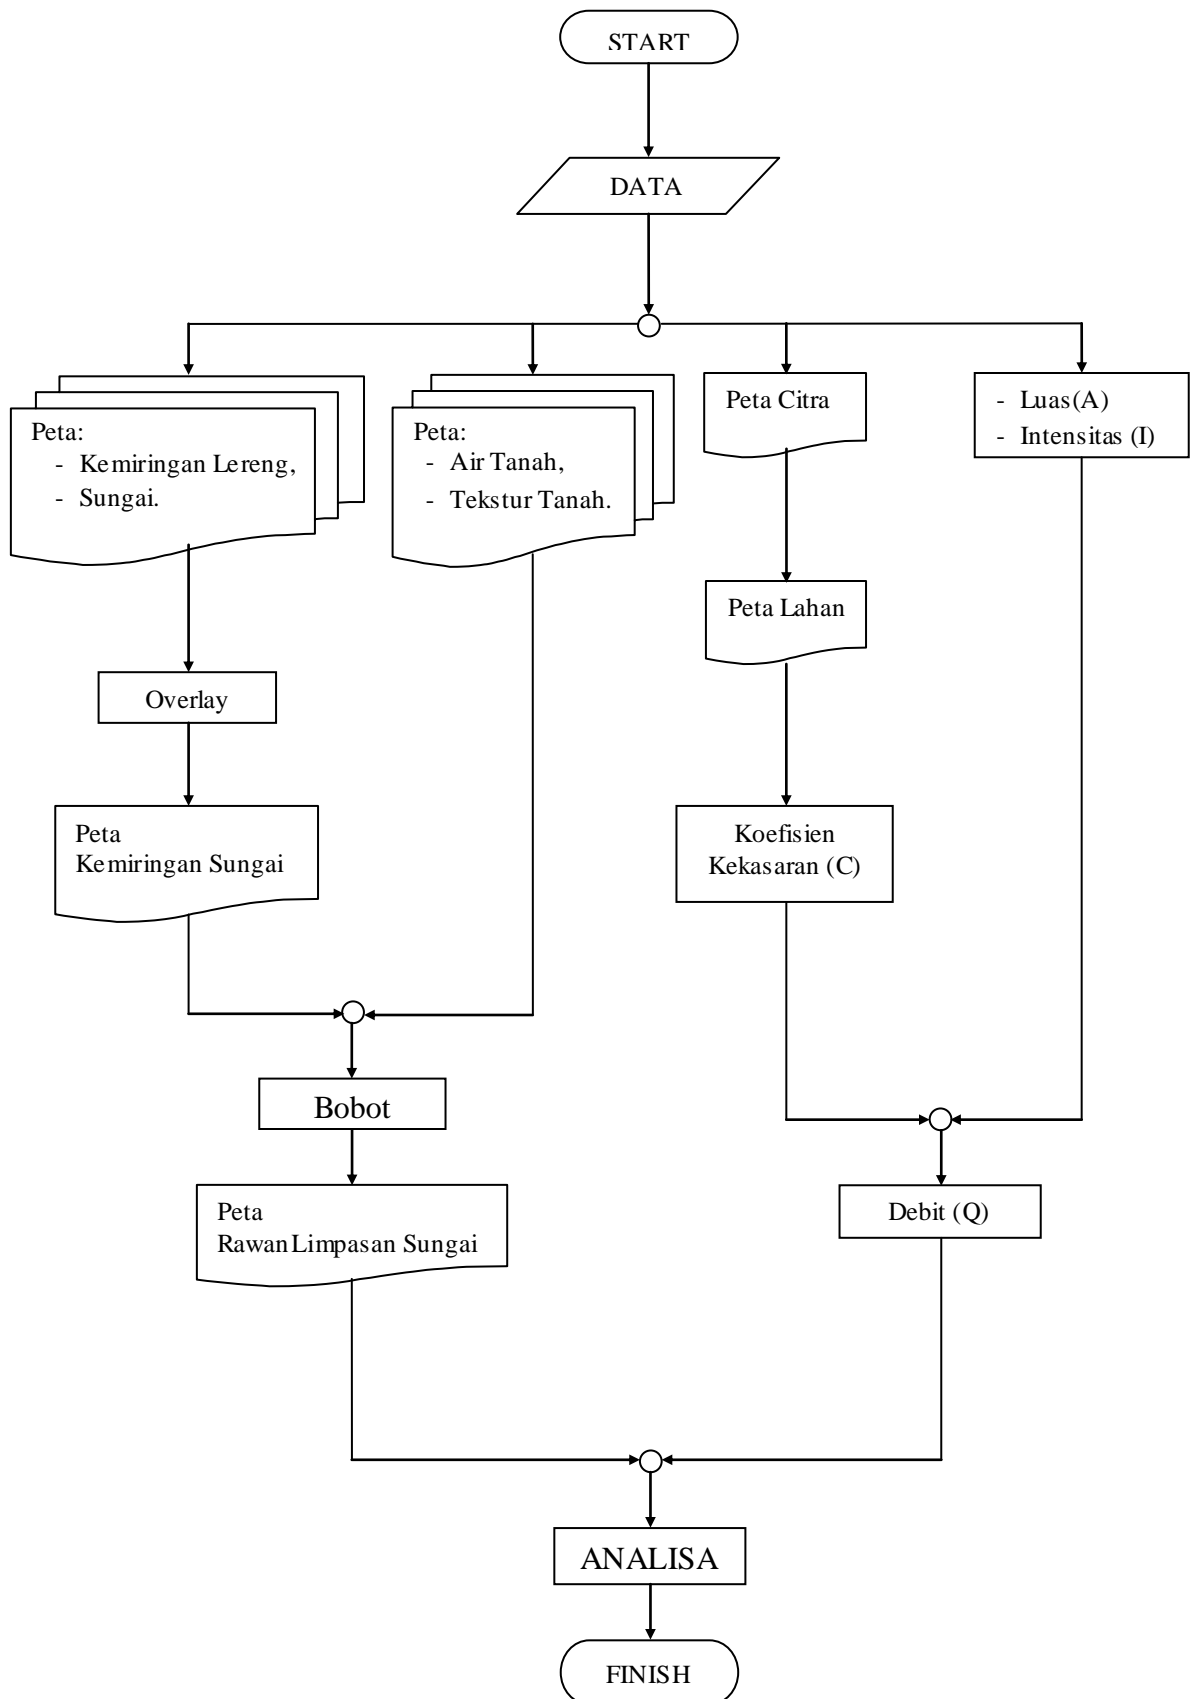 START
DATA
Peta:
- Kemiringan Lereng,
- Sungai.
Peta:
- Air Tanah,
- Tekstur Tanah.
Peta Citra
- Luas(A)
- Intensitas (I)
Peta Lahan
Overlay
Peta
Kemiringan Sungai
Koefisien
Kekasaran (C)
Bobot
Peta
Rawan Limpasan Sungai
Debit (Q)
ANALISA
FINISH